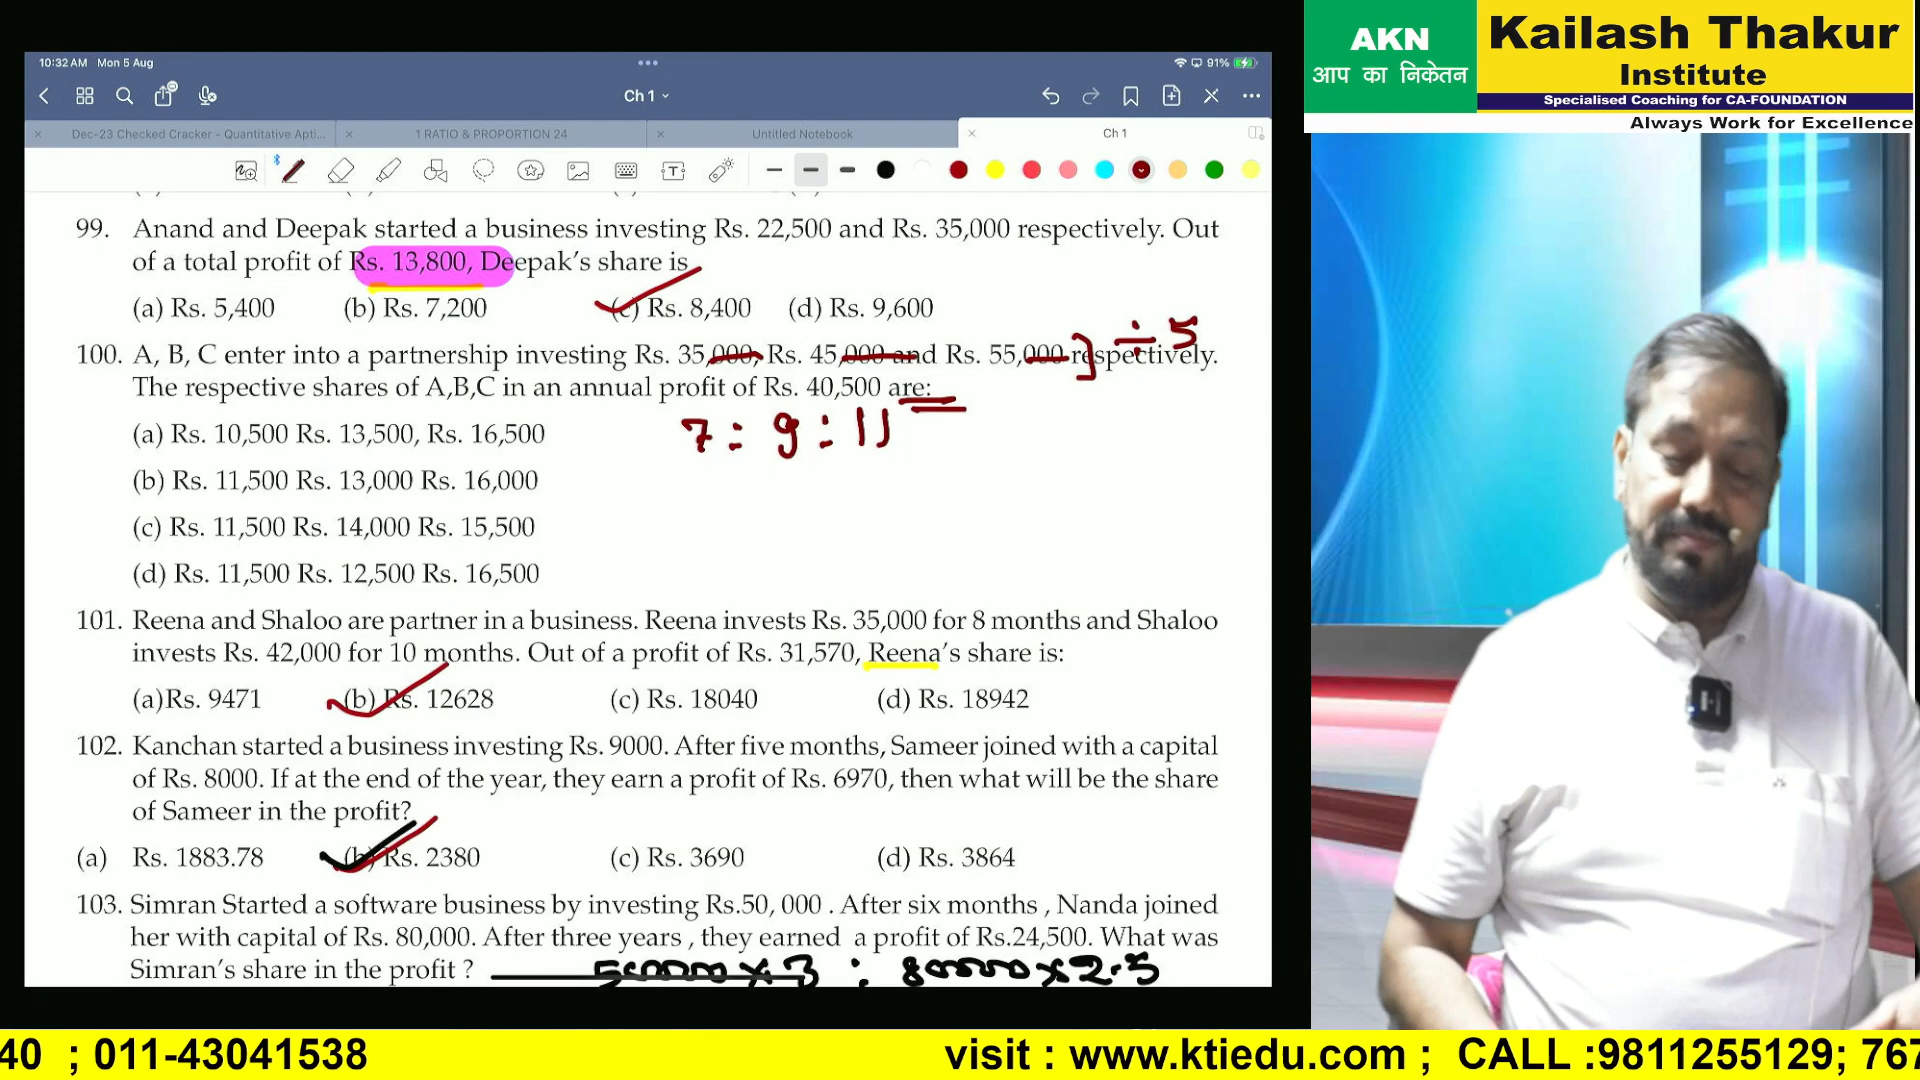 10:32 AM Mon 5 Aug
91%
Ch 1
Dec-23 Checked Cracker - Quantitative Apti...
1 RATIO & PROPORTION 24
Untitled Notebook
Ch 1
99. Anand and Deepak started a business investing Rs. 22,500 and Rs. 35,000 respectively. Out
of a total profit of Rs. 13,800, Deepak's share is
(a) Rs. 5,400 (b) Rs. 7,200 (c) Rs. 8,400 (d) Rs. 9,600
÷ 5
100. A, B, C enter into a partnership investing Rs. 35,000, Rs. 45,000 and Rs. 55,000 respectively.
The respective shares of A,B,C in an annual profit of Rs. 40,500 are:
7 : 9 : 11
(a) Rs. 10,500 Rs. 13,500, Rs. 16,500
(b) Rs. 11,500 Rs. 13,000 Rs. 16,000
(c) Rs. 11,500 Rs. 14,000 Rs. 15,500
(d) Rs. 11,500 Rs. 12,500 Rs. 16,500
101. Reena and Shaloo are partner in a business. Reena invests Rs. 35,000 for 8 months and Shaloo
invests Rs. 42,000 for 10 months. Out of a profit of Rs. 31,570, Reena's share is:
(a)Rs. 9471 (b) Rs. 12628 (c) Rs. 18040 (d) Rs. 18942
102. Kanchan started a business investing Rs. 9000. After five months, Sameer joined with a capital
of Rs. 8000. If at the end of the year, they earn a profit of Rs. 6970, then what will be the share
of Sameer in the profit?
(a) Rs. 1883.78 (b) Rs. 2380 (c) Rs. 3690 (d) Rs. 3864
103. Simran Started a software business by investing Rs.50, 000 . After six months , Nanda joined
her with capital of Rs. 80,000. After three years , they earned a profit of Rs.24,500. What was
Simran's share in the profit ?
50000 x 3 : 80000 x 2.5
AKN
आप का निकेतन
Kailash Thakur
Institute
Specialised Coaching for CA-FOUNDATION
Always Work for Excellence
40 ; 011-43041538 visit : www.ktiedu.com ; CALL :9811255129; 767